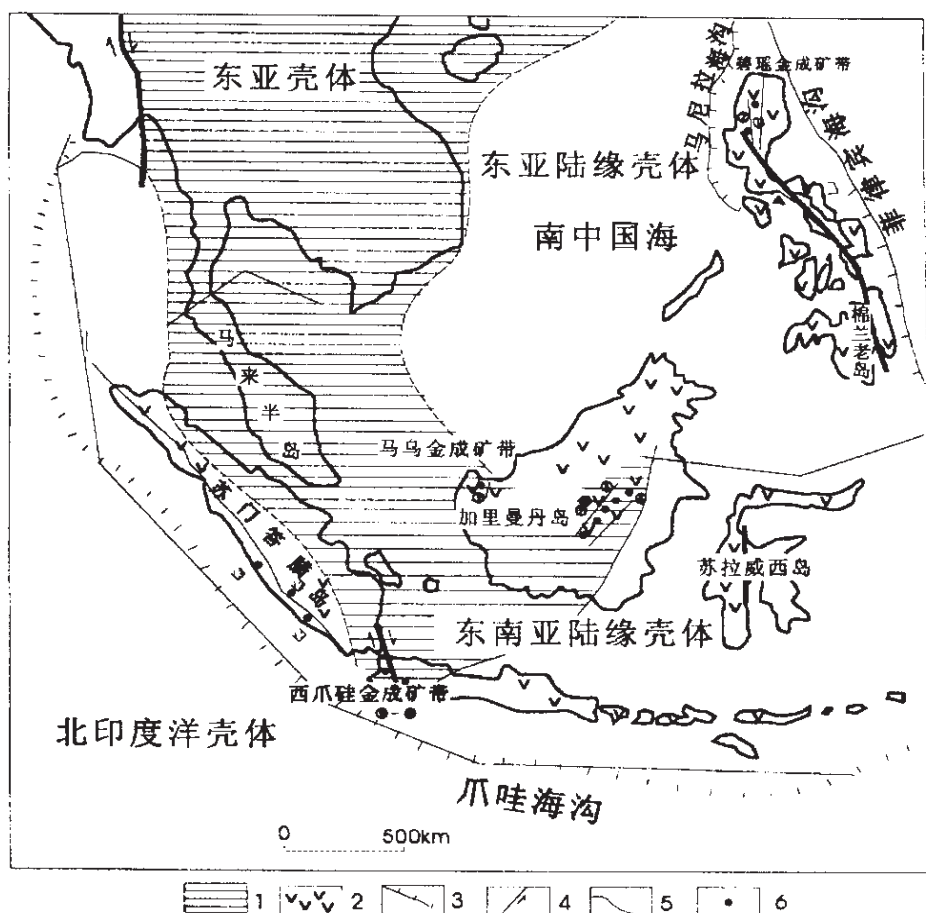 东亚壳体
马尼拉海沟
碧瑶金成矿带
菲律宾海沟
东亚陆缘壳体
南中国海
棉兰老岛
马来半岛
马乌金成矿带
加里曼丹岛
苏门答腊岛
苏拉威西岛
东南亚陆缘壳体
西爪硅金成矿带
北印度洋壳体
爪哇海沟
0 500km
1 2 3 4 5 6